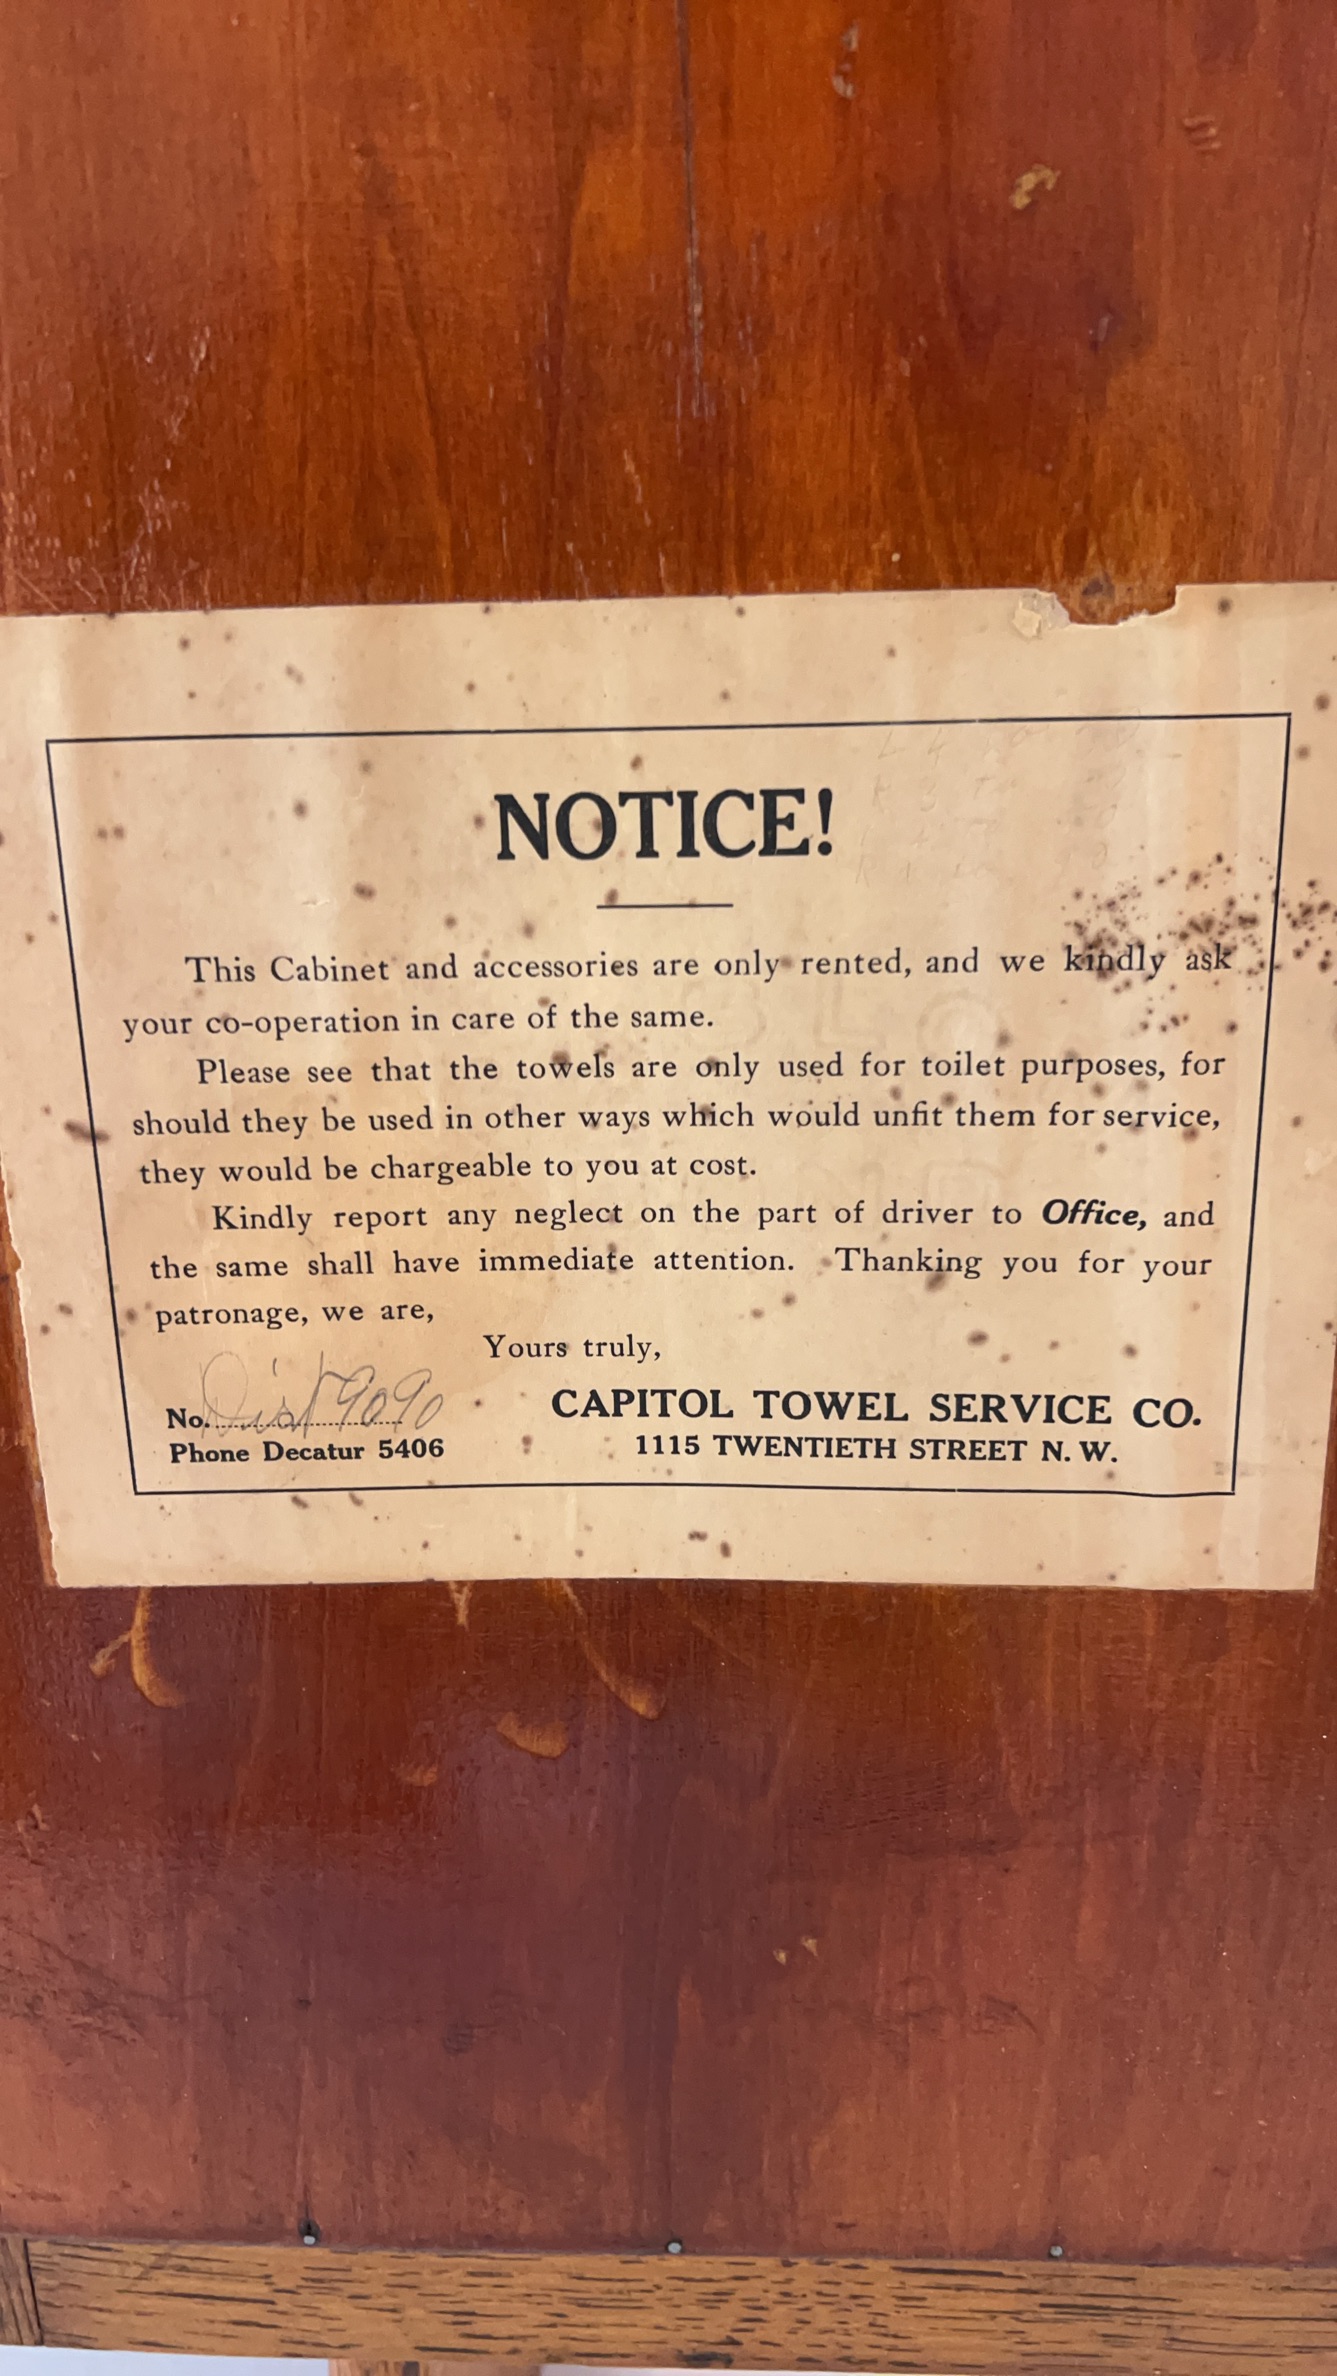 NOTICE!
This Cabinet and accessories are only rented, and we kindly ask
your co-operation in care of the same.
Please see that the towels are only used for toilet purposes, for
should they be used in other ways which would unfit them for service,
they would be chargeable to you at cost.
Kindly report any neglect on the part of driver to Office, and
the same shall have immediate attention. Thanking you for your
patronage, we are,
Yours truly,
No. Dist 9090
CAPITOL TOWEL SERVICE CO.
Phone Decatur 5406
1115 TWENTIETH STREET N. W.